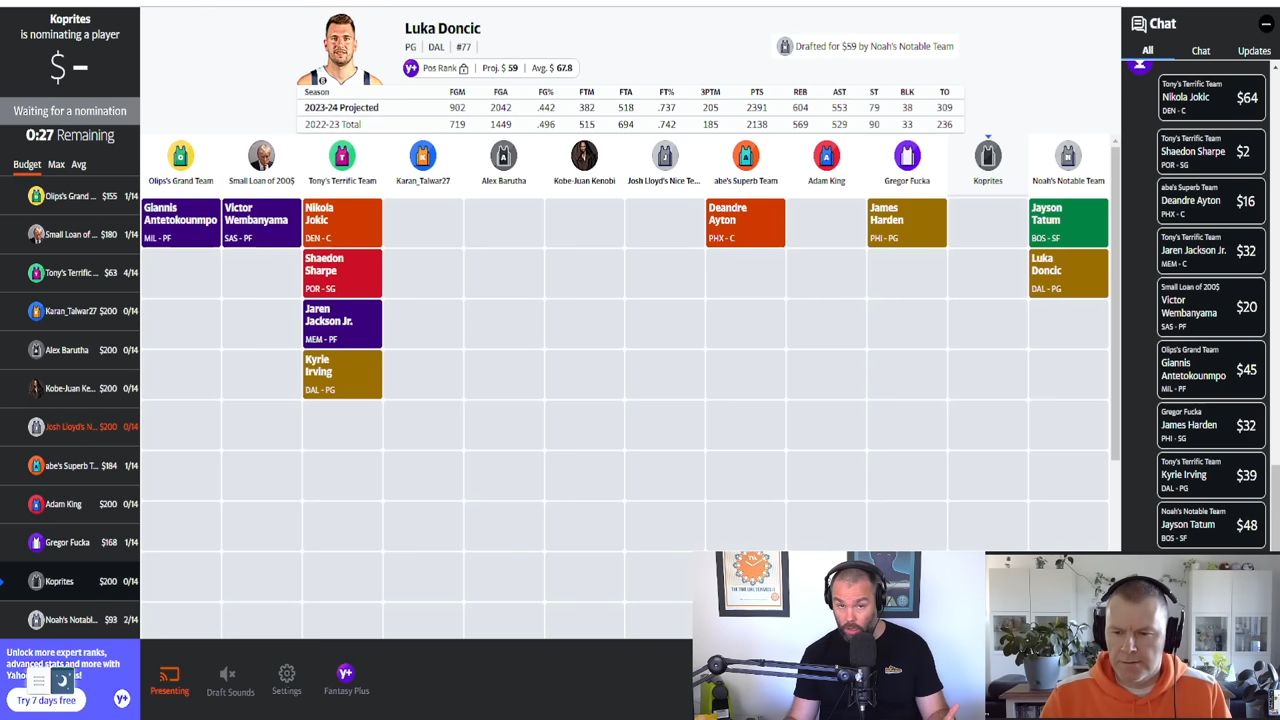 Koprites
is nominating a player
$ –
Waiting for a nomination
0:27 Remaining
Budget Max Avg
Olips's Grand ... $155 1/14
Small Loan of ... $180 1/14
Tony's Terrific ... $63 4/14
Karan_Talwar27 $200 0/14
Alex Barutha $200 0/14
Kobe-Juan Ke... $200 0/14
Josh Lloyd's N... $200 0/14
abe's Superb T... $184 1/14
Adam King $200 0/14
Gregor Fucka $168 1/14
Koprites $200 0/14
Noah's Notabl... $93 2/14
Unlock more expert ranks,
advanced stats and more with
Try 7 days free
y+
Luka Doncic
PG | DAL | #77
y+ Pos Rank Proj. $ 59 Avg. $ 67.8
Drafted for $59 by Noah's Notable Team
Season FGM FGA FG% FTM FTA FT% 3PTM PTS REB AST ST BLK TO
2023-24 Projected 902 2042 .442 382 518 .737 205 2391 604 553 79 38 309
2022-23 Total 719 1449 .496 515 694 .742 185 2138 569 529 90 33 236
O T K A J A A G K N
Olips's Grand Team Small Loan of 200$ Tony's Terrific Team Karan_Talwar27 Alex Barutha Kobe-Juan Kenobi Josh Lloyd's Nice Te... abe's Superb Team Adam King Gregor Fucka Koprites Noah's Notable Team
Giannis
Antetokounmpo
MIL - PF
Victor
Wembanyama
SAS - PF
Nikola
Jokic
DEN - C
Deandre
Ayton
PHX - C
James
Harden
PHI - PG
Jayson
Tatum
BOS - SF
Shaedon
Sharpe
POR - SG
Luka
Doncic
DAL - PG
Jaren
Jackson Jr.
MEM - PF
Kyrie
Irving
DAL - PG
Presenting
Draft Sounds
Settings
Fantasy Plus
Chat
All Chat Updates
Tony's Terrific Team
Nikola Jokic $64
DEN - C
Tony's Terrific Team
Shaedon Sharpe $2
POR - SG
abe's Superb Team
Deandre Ayton $16
PHX - C
Tony's Terrific Team
Jaren Jackson Jr. $32
MEM - C
Small Loan of 200$
Victor
Wembanyama $20
SAS - PF
Olips's Grand Team
Giannis
Antetokounmpo $45
MIL - PF
Gregor Fucka
James Harden $32
PHI - SG
Tony's Terrific Team
Kyrie Irving $39
DAL - PG
Noah's Notable Team
Jayson Tatum $48
BOS - SF